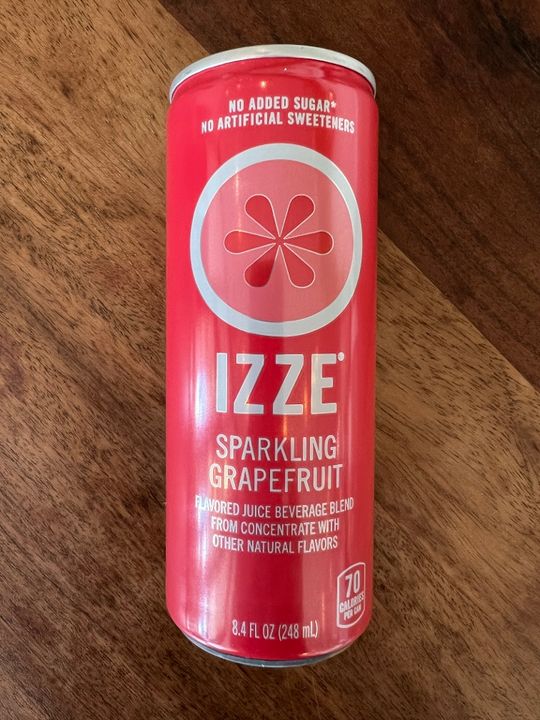 NO ADDED SUGAR*
NO ARTIFICIAL SWEETENERS
IZZE®
SPARKLING
GRAPEFRUIT
FLAVORED JUICE BEVERAGE BLEND
FROM CONCENTRATE WITH
OTHER NATURAL FLAVORS
70
CALORIES
PER CAN
8.4 FL OZ (248 mL)